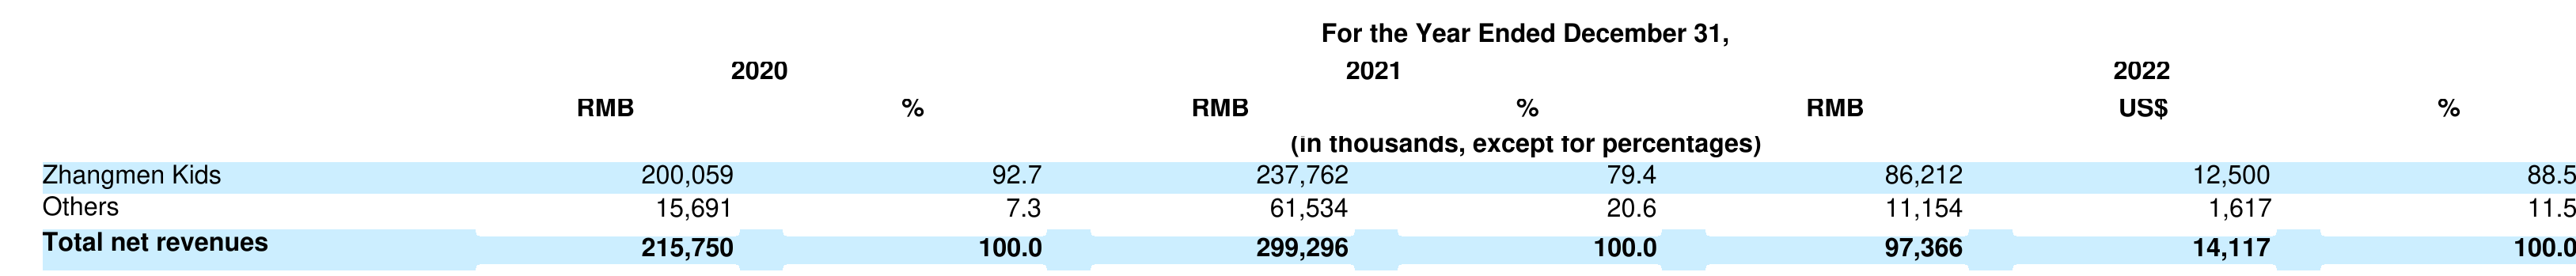 For the Year Ended December 31,
2020 2021 2022
RMB % RMB % RMB US$ %
(in thousands, except for percentages)
Zhangmen Kids 200,059 92.7 237,762 79.4 86,212 12,500 88.5
Others 15,691 7.3 61,534 20.6 11,154 1,617 11.5
Total net revenues 215,750 100.0 299,296 100.0 97,366 14,117 100.0